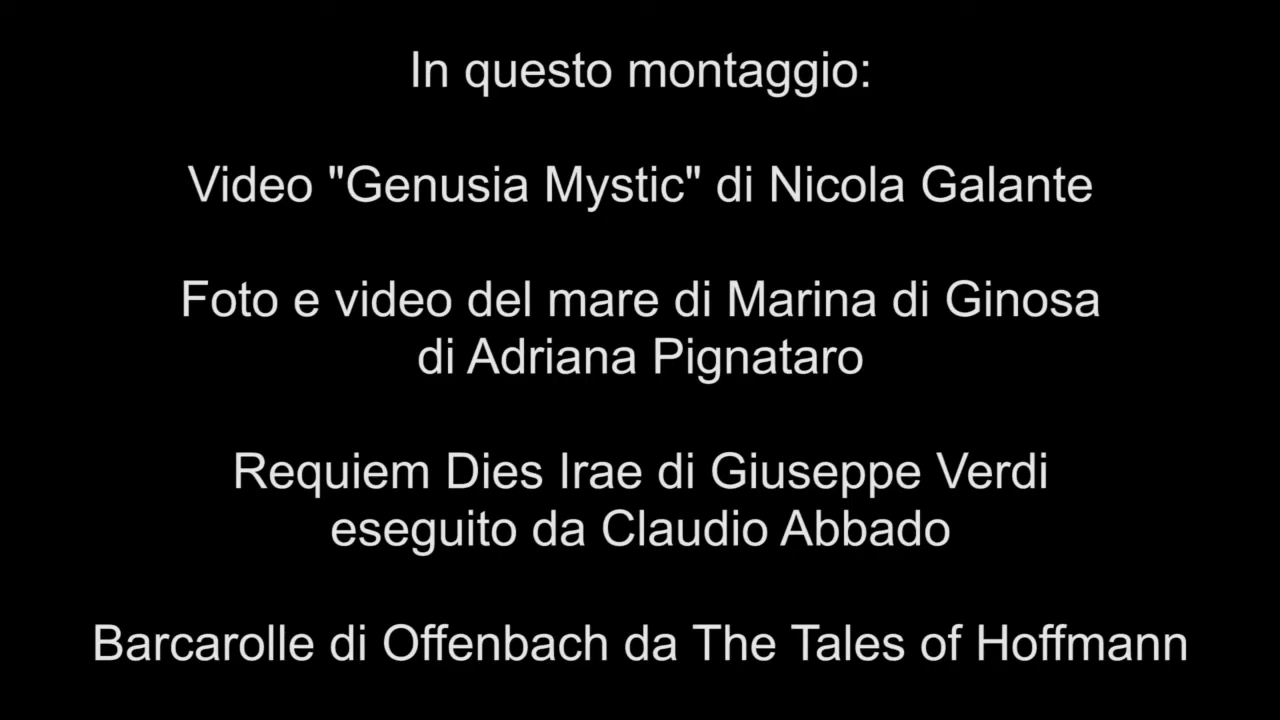 In questo montaggio:
Video "Genusia Mystic" di Nicola Galante
Foto e video del mare di Marina di Ginosa
di Adriana Pignataro
Requiem Dies Irae di Giuseppe Verdi
eseguito da Claudio Abbado
Barcarolle di Offenbach da The Tales of Hoffmann